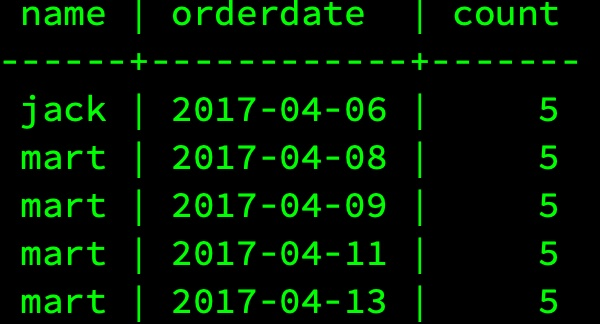 name | orderdate   | count
------+-------------+-------
jack | 2017-04-06 |     5
mart | 2017-04-08 |     5
mart | 2017-04-09 |     5
mart | 2017-04-11 |     5
mart | 2017-04-13 |     5